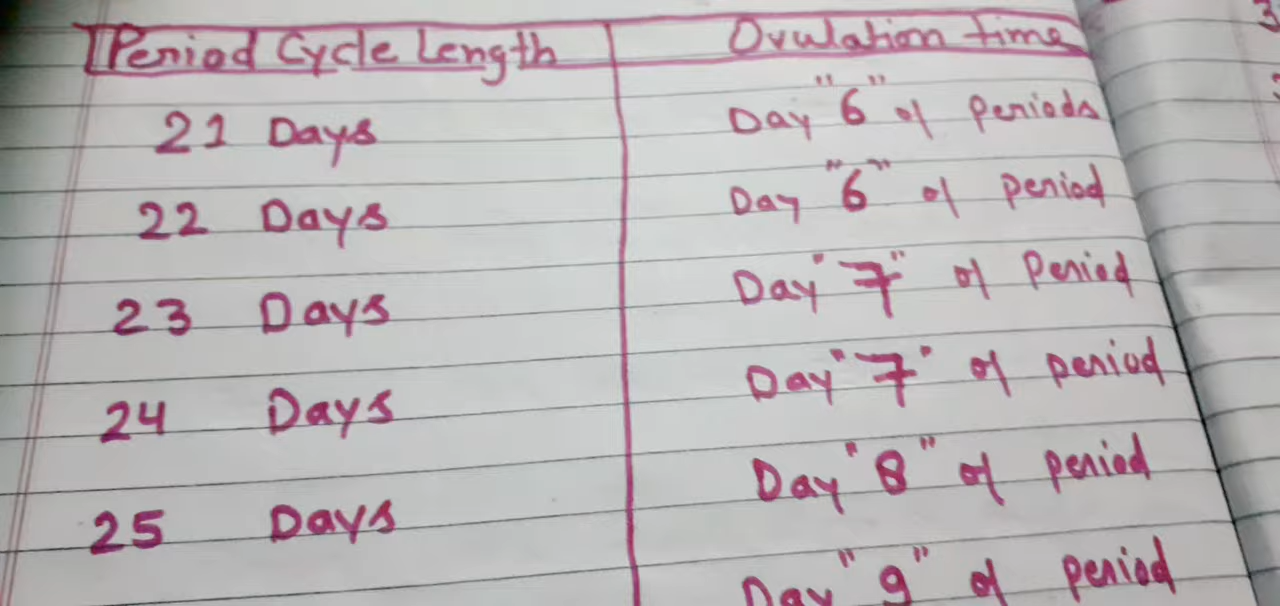 Period Cycle Length Ovulation time
21 Days Day "6" of periods
22 Days Day "6" of period
23 Days Day "7" of Period
24 Days Day "7" of period
25 Days Day "8" of period
Day "9" of period